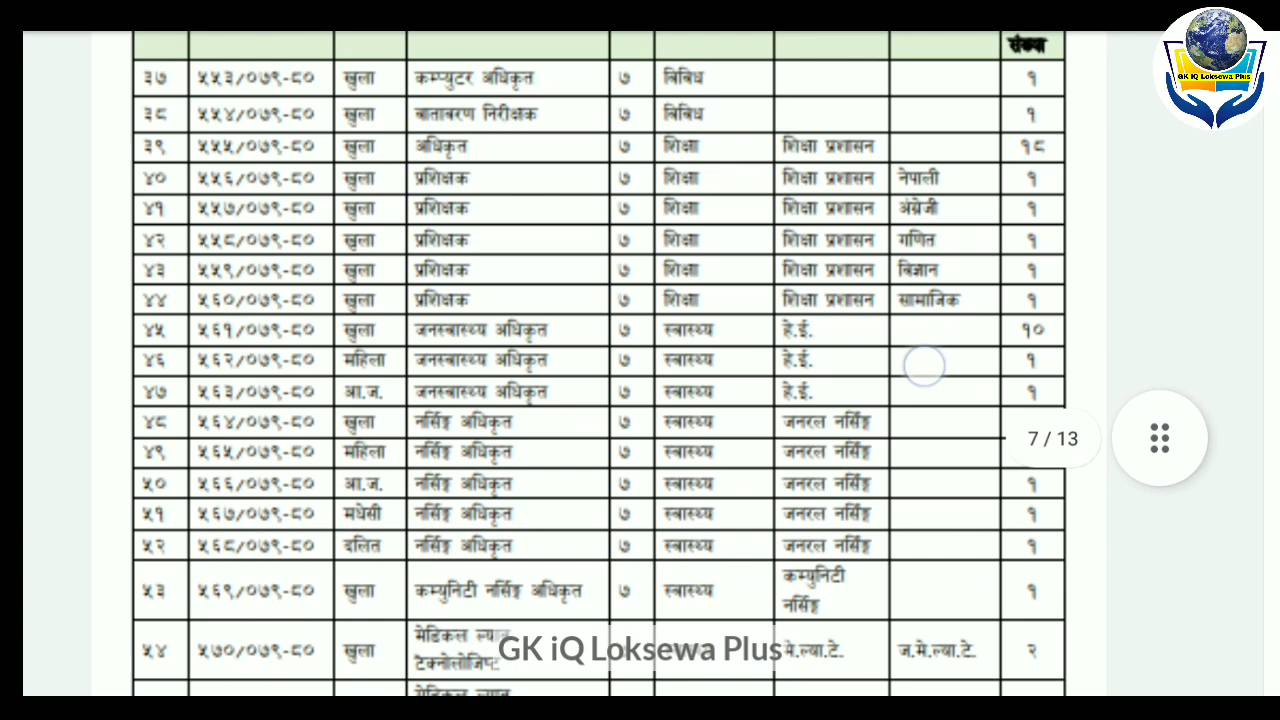 संख्या
GK IQ Loksewa Plus
३७ ५५३/०७९-८० खुला कम्प्युटर अधिकृत ७ विविध १
३८ ५५४/०७९-८० खुला वातावरण निरीक्षक ७ विविध १
३९ ५५५/०७९-८० खुला अधिकृत ७ शिक्षा शिक्षा प्रशासन १८
४० ५५६/०७९-८० खुला प्रशिक्षक ७ शिक्षा शिक्षा प्रशासन नेपाली १
४१ ५५७/०७९-८० खुला प्रशिक्षक ७ शिक्षा शिक्षा प्रशासन अंग्रेजी १
४२ ५५८/०७९-८० खुला प्रशिक्षक ७ शिक्षा शिक्षा प्रशासन गणित १
४३ ५५९/०७९-८० खुला प्रशिक्षक ७ शिक्षा शिक्षा प्रशासन विज्ञान १
४४ ५६०/०७९-८० खुला प्रशिक्षक ७ शिक्षा शिक्षा प्रशासन सामाजिक १
४५ ५६१/०७९-८० खुला जनस्वास्थ्य अधिकृत ७ स्वास्थ्य हे.ई. १०
४६ ५६२/०७९-८० महिला जनस्वास्थ्य अधिकृत ७ स्वास्थ्य हे.ई. १
४७ ५६३/०७९-८० आ.ज. जनस्वास्थ्य अधिकृत ७ स्वास्थ्य हे.ई. १
४८ ५६४/०७९-८० खुला नर्सिङ्ग अधिकृत ७ स्वास्थ्य जनरल नर्सिङ्ग
7 / 13
४९ ५६५/०७९-८० महिला नर्सिङ्ग अधिकृत ७ स्वास्थ्य जनरल नर्सिङ्ग
५० ५६६/०७९-८० आ.ज. नर्सिङ्ग अधिकृत ७ स्वास्थ्य जनरल नर्सिङ्ग १
५१ ५६७/०७९-८० मधेसी नर्सिङ्ग अधिकृत ७ स्वास्थ्य जनरल नर्सिङ्ग १
५२ ५६८/०७९-८० दलित नर्सिङ्ग अधिकृत ७ स्वास्थ्य जनरल नर्सिङ्ग १
५३ ५६९/०७९-८० खुला कम्युनिटी नर्सिङ्ग अधिकृत ७ स्वास्थ्य कम्युनिटी १
नर्सिङ्ग
५४ ५७०/०७९-८० खुला मेडिकल ल्याब मे.ल्या.टे. ज.मे.ल्या.टे. २
टेक्नोलोजिष्ट
GK iQ Loksewa Plus